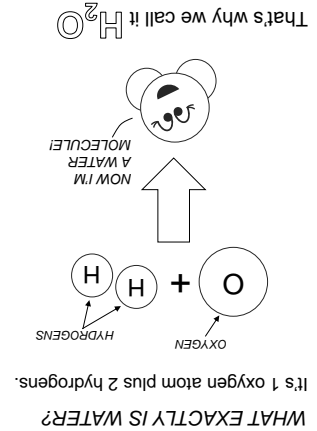 WHAT EXACTLY IS WATER?
It's 1 oxygen atom plus 2 hydrogens.
OXYGEN
HYDROGENS
O + H H
NOW I'M
A WATER
MOLECULE!
That's why we call it H₂O